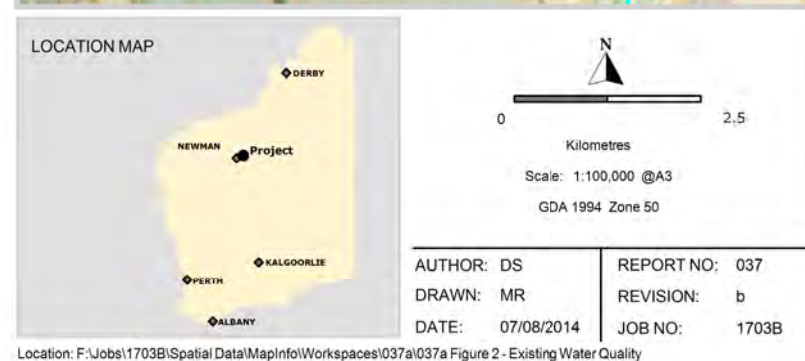 LOCATION MAP
DERBY
NEWMAN
Project
KALGOORLIE
PERTH
ALBANY
N
0 2.5
Kilometres
Scale: 1:100,000 @A3
GDA 1994 Zone 50
AUTHOR: DS REPORT NO: 037
DRAWN: MR REVISION: b
DATE: 07/08/2014 JOB NO: 1703B
Location: F:\Jobs\1703B\Spatial Data\MapInfo\Workspaces\037a\037a Figure 2 - Existing Water Quality